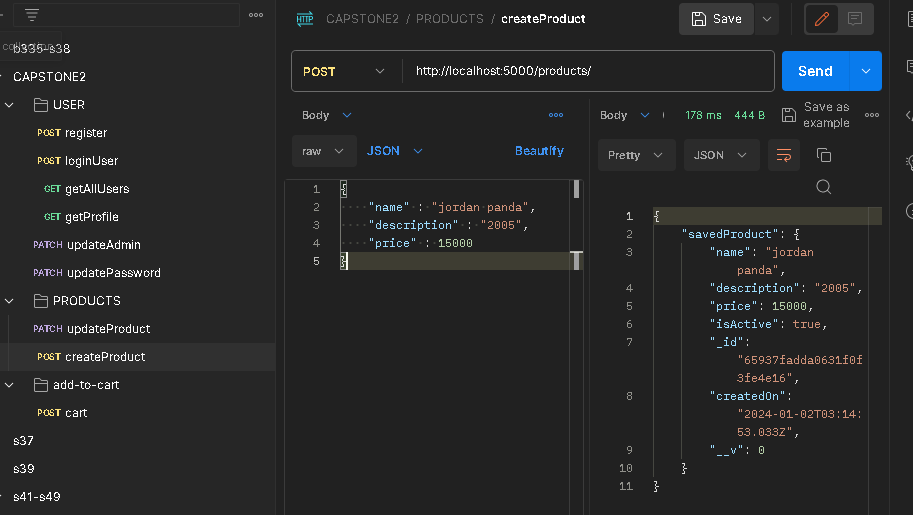 b335-s38
collection
CAPSTONE2
USER
POST register
POST loginUser
GET getAllUsers
GET getProfile
PATCH updateAdmin
PATCH updatePassword
PRODUCTS
PATCH updateProduct
POST createProduct
add-to-cart
POST cart
s37
s39
s41-s49
HTTP CAPSTONE2 / PRODUCTS / createProduct
Save
POST http://localhost:5000/products/
Send
Body
raw JSON Beautify
1 {
2 "name" : "jordan panda",
3 "description" : "2005",
4 "price" : 15000
5 }
Body 178 ms 444 B Save as
example
Pretty JSON
1 {
2 "savedProduct": {
3 "name": "jordan
panda",
4 "description": "2005",
5 "price": 15000,
6 "isActive": true,
7 "_id":
"65937fadda0631f0f
3fe4e16",
8 "createdOn":
"2024-01-02T03:14:
53.033Z",
9 "__v": 0
10 }
11 }